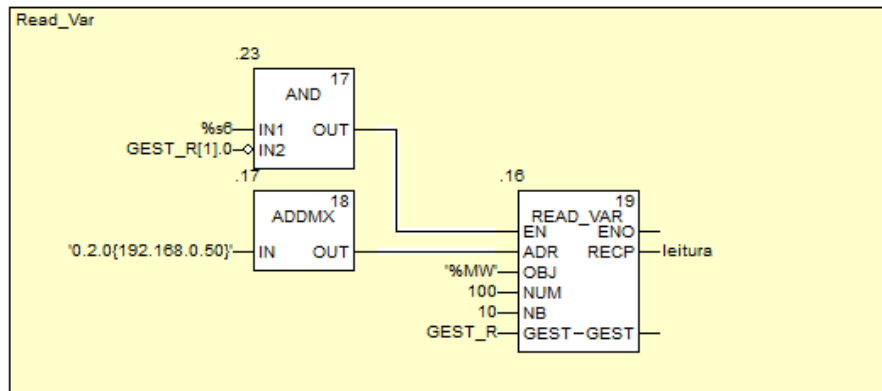 Read_Var
.23
17
AND
%s6 IN1 OUT
GEST_R[1].0 IN2
.17
18
ADDMX
'0.2.0{192.168.0.50}' IN OUT
.16
19
READ_VAR
EN ENO
ADR RECP leitura
'%MW' OBJ
100 NUM
10 NB
GEST_R GEST-GEST